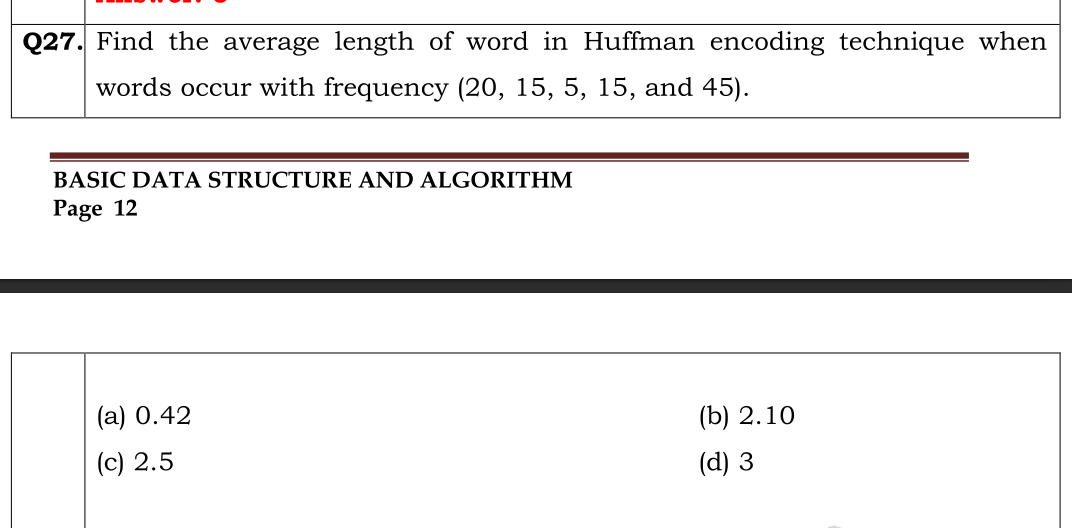 Q27. Find the average length of word in Huffman encoding technique when
words occur with frequency (20, 15, 5, 15, and 45).
BASIC DATA STRUCTURE AND ALGORITHM
Page 12
(a) 0.42 (b) 2.10
(c) 2.5 (d) 3